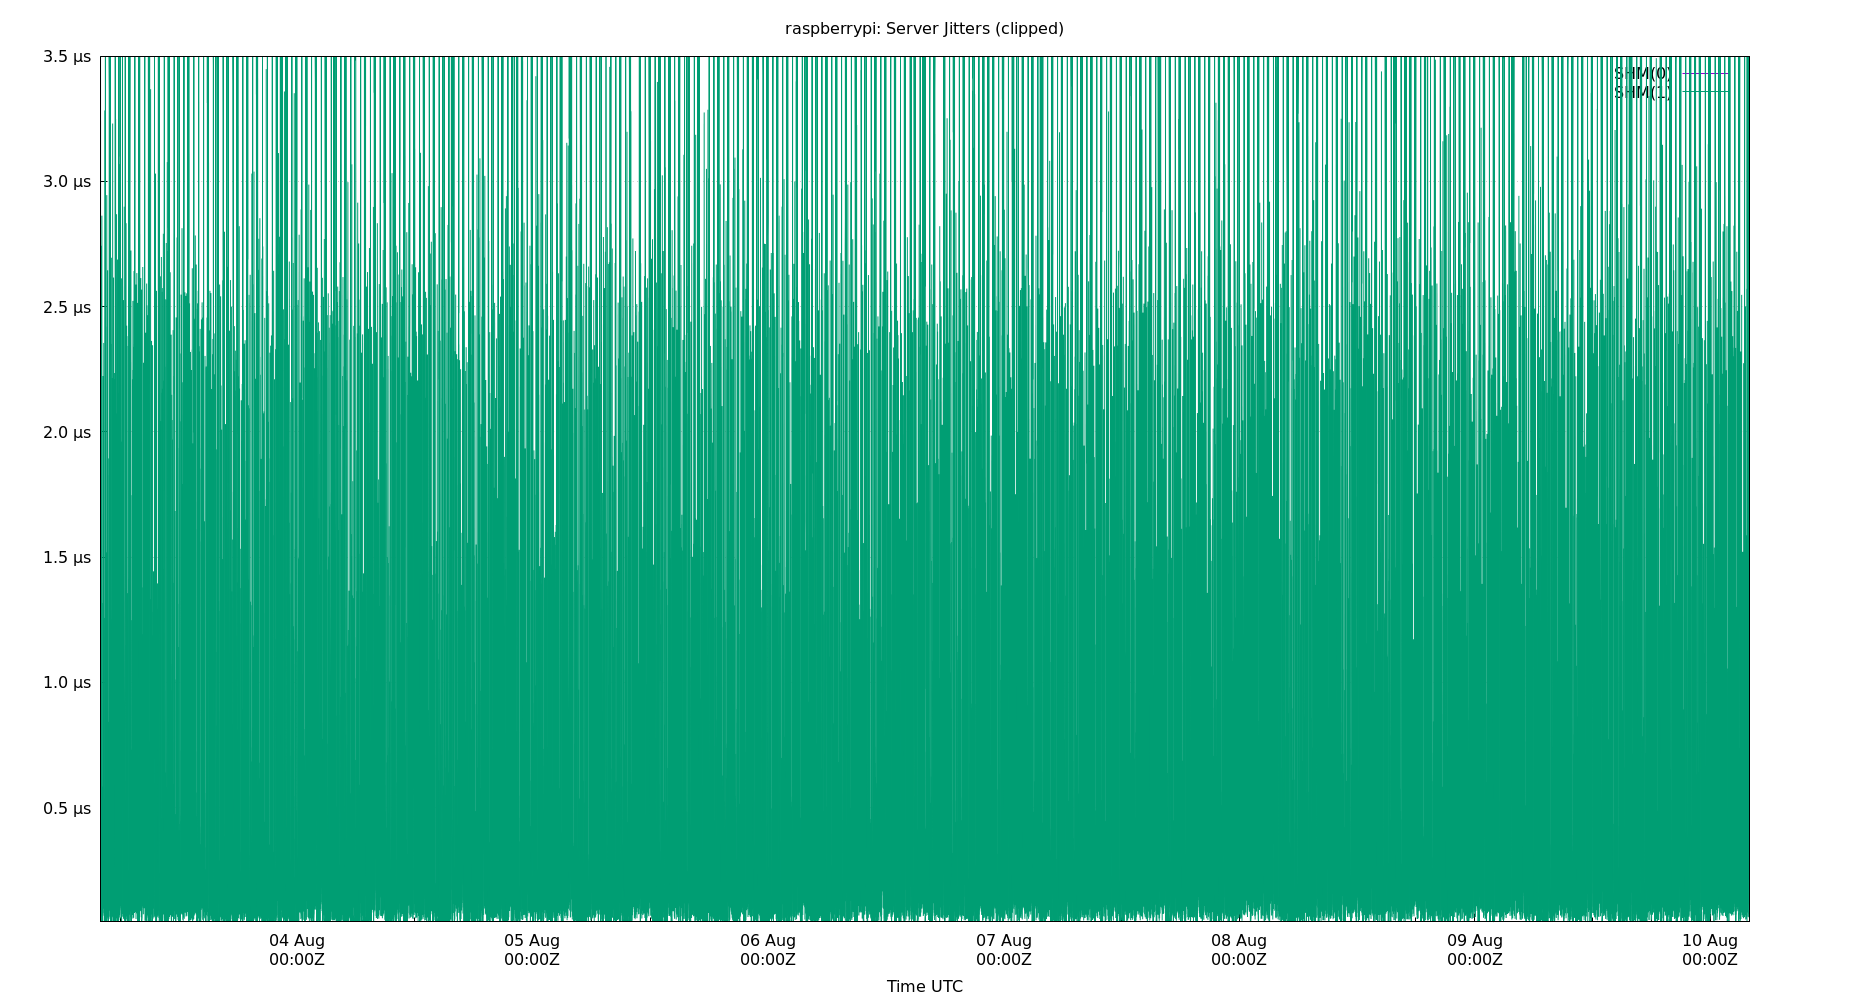 raspberrypi: Server Jitters (clipped)
3.5 µs
SHM(0)
SHM(1)
3.0 µs
2.5 µs
2.0 µs
1.5 µs
1.0 µs
0.5 µs
04 Aug 05 Aug 06 Aug 07 Aug 08 Aug 09 Aug 10 Aug
00:00Z 00:00Z 00:00Z 00:00Z 00:00Z 00:00Z 00:00Z
Time UTC